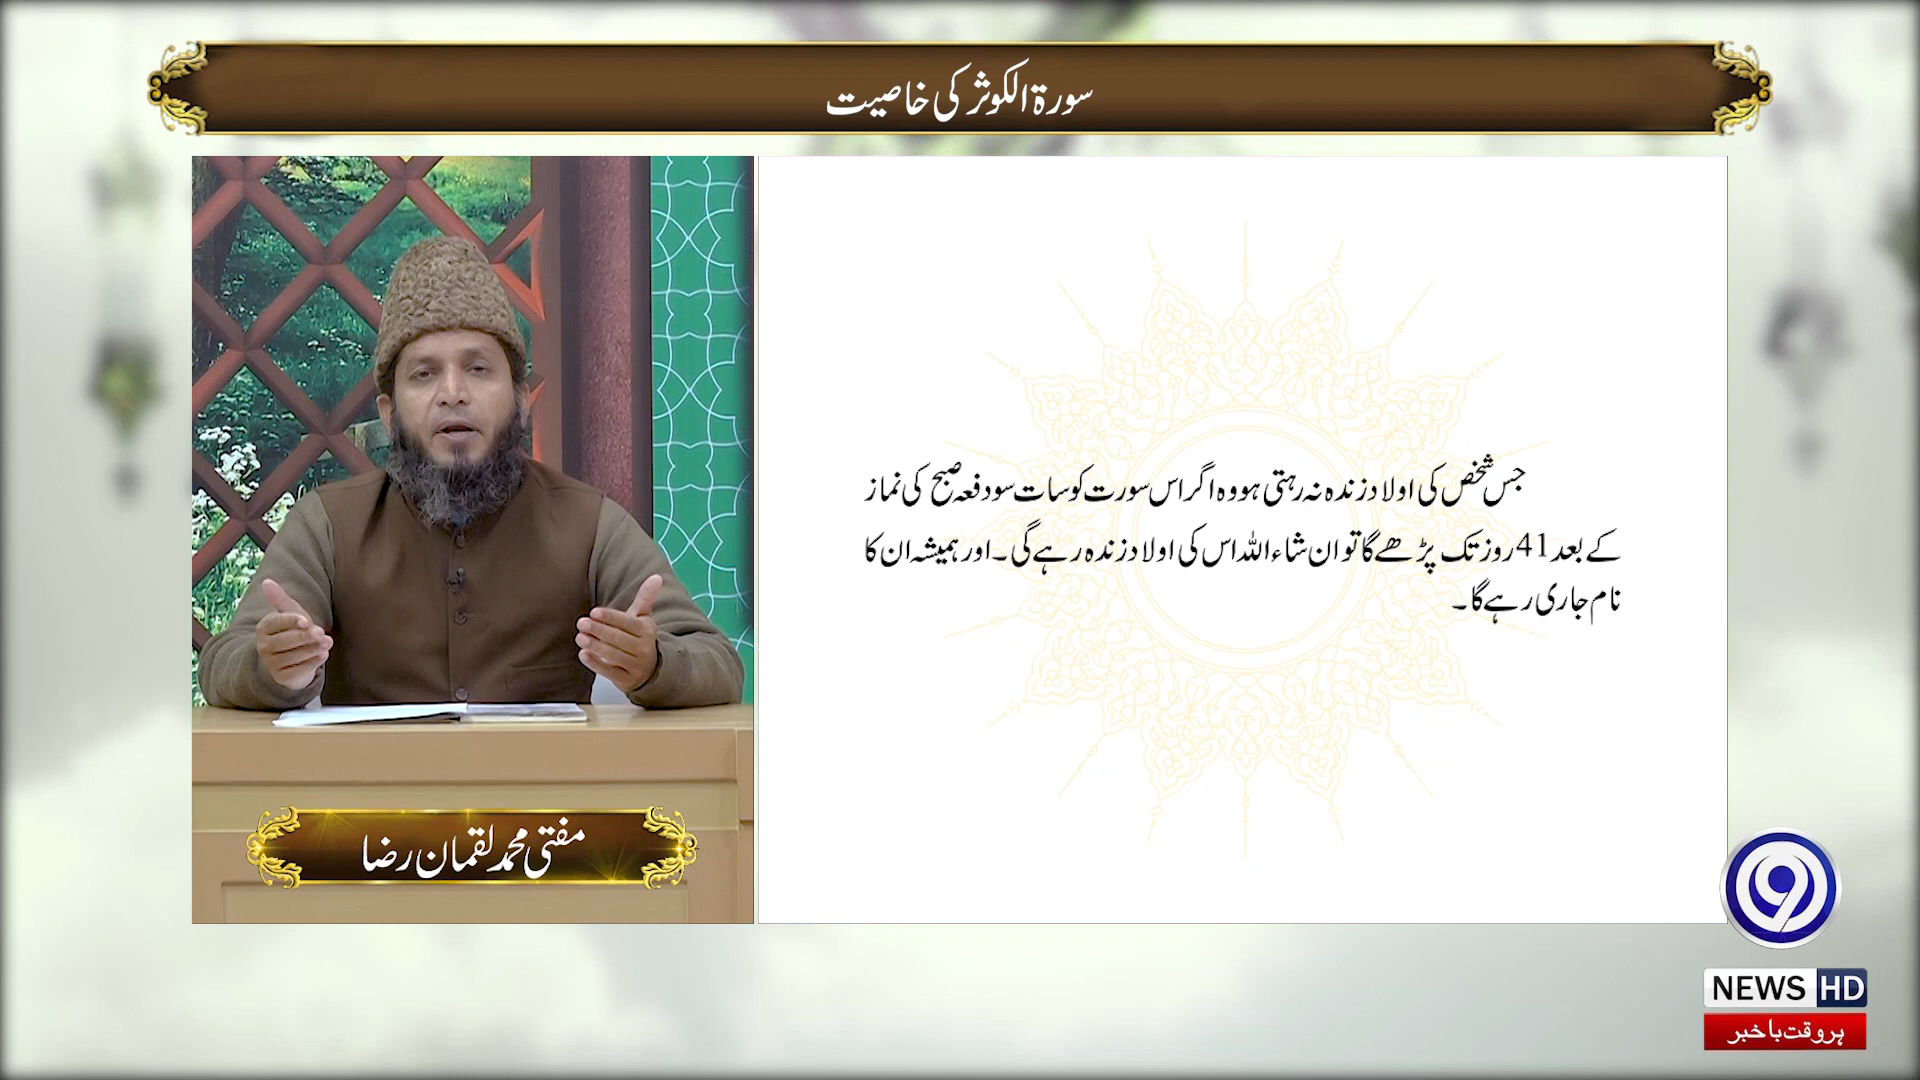 سورۃ الکوثر کی خاصیت
جس شخص کی اولاد زندہ نہ رہتی ہو وہ اگر اس سورت کو سات سو دفعہ صبح کی نماز
کے بعد 41 روز تک پڑھے گا تو ان شاء اللہ اس کی اولاد زندہ رہے گی۔ اور ہمیشہ ان کا
نام جاری رہے گا۔
مفتی محمد لقمان رضا
9
NEWS HD
ہر وقت باخبر